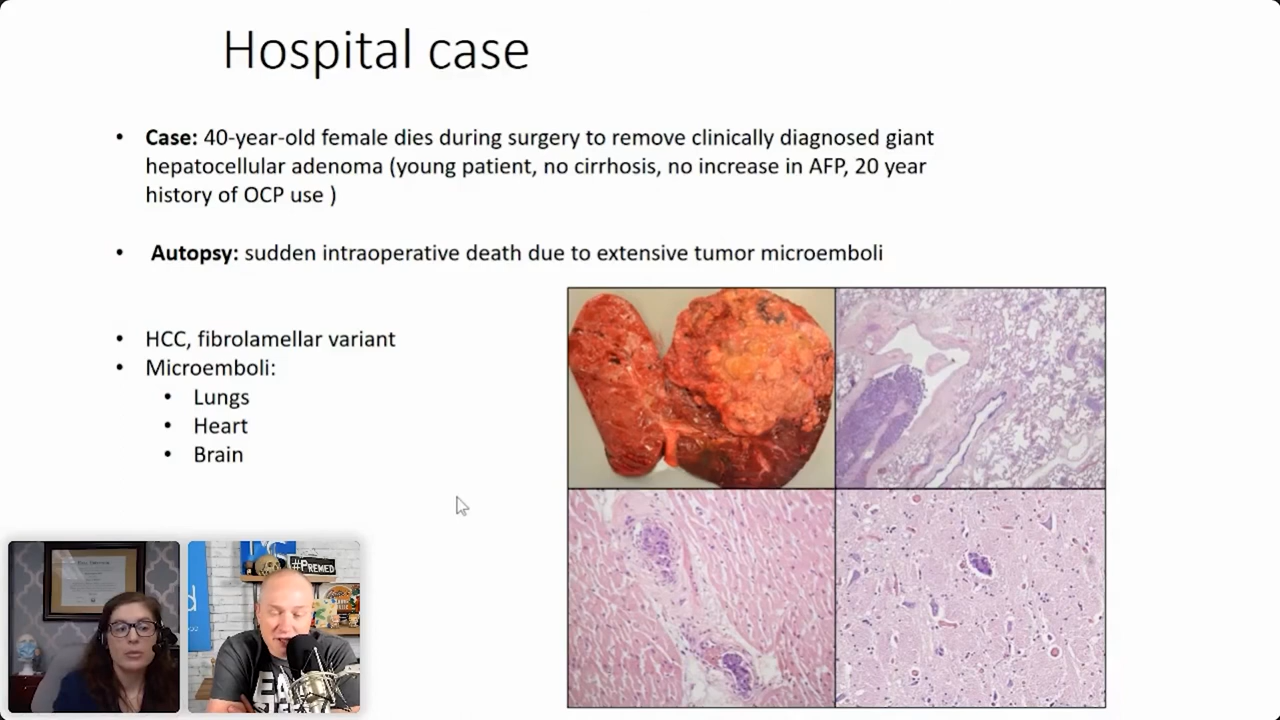 Hospital case
• Case: 40-year-old female dies during surgery to remove clinically diagnosed giant
hepatocellular adenoma (young patient, no cirrhosis, no increase in AFP, 20 year
history of OCP use )
• Autopsy: sudden intraoperative death due to extensive tumor microemboli
• HCC, fibrolamellar variant
• Microemboli:
• Lungs
• Heart
• Brain
#PREMED